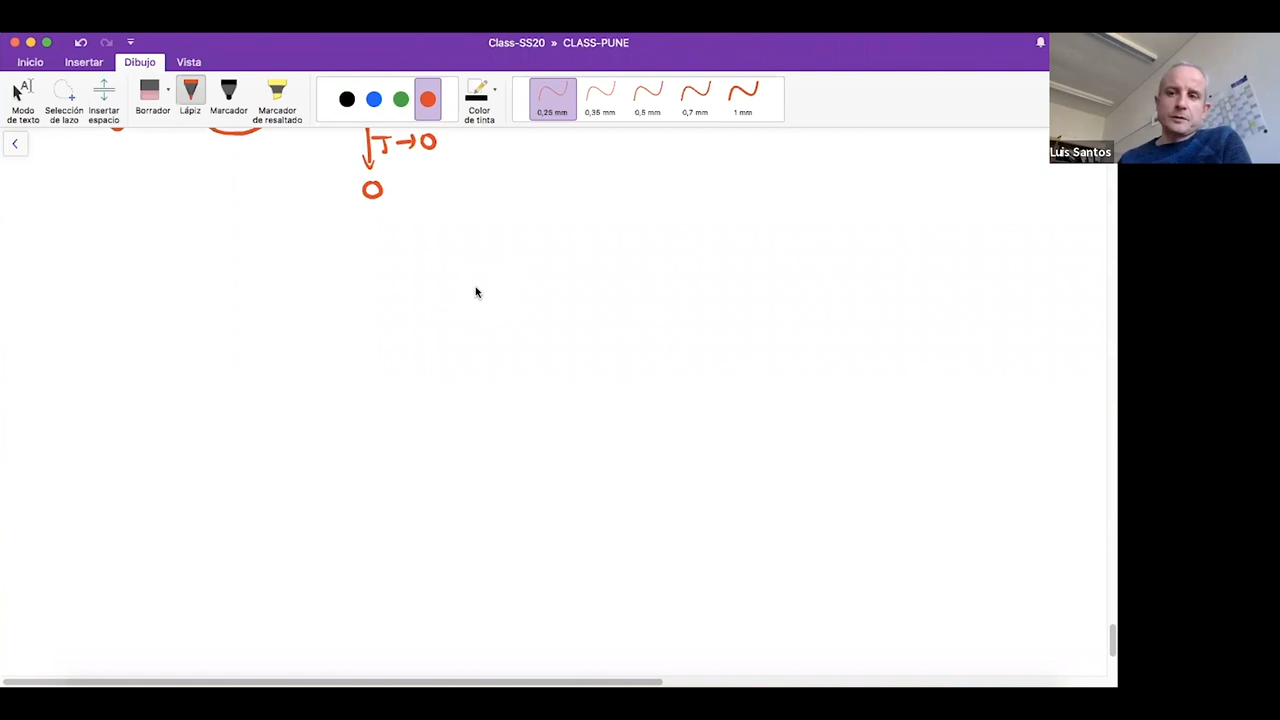 Class-SS20 » CLASS-PUNE
Inicio Insertar Dibujo Vista
Modo de texto
Selección de lazo
Insertar espacio
Borrador
Lápiz
Marcador
Marcador de resaltado
Color de tinta
0,25 mm 0,35 mm 0,5 mm 0,7 mm 1 mm
Luis Santos
J → 0
0